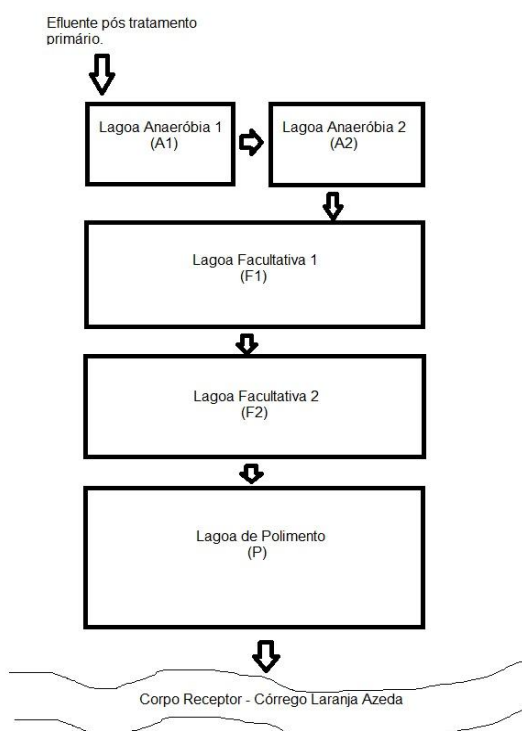 Efluente pós tratamento
primário.
Lagoa Anaeróbia 1
(A1)
Lagoa Anaeróbia 2
(A2)
Lagoa Facultativa 1
(F1)
Lagoa Facultativa 2
(F2)
Lagoa de Polimento
(P)
Corpo Receptor - Córrego Laranja Azeda